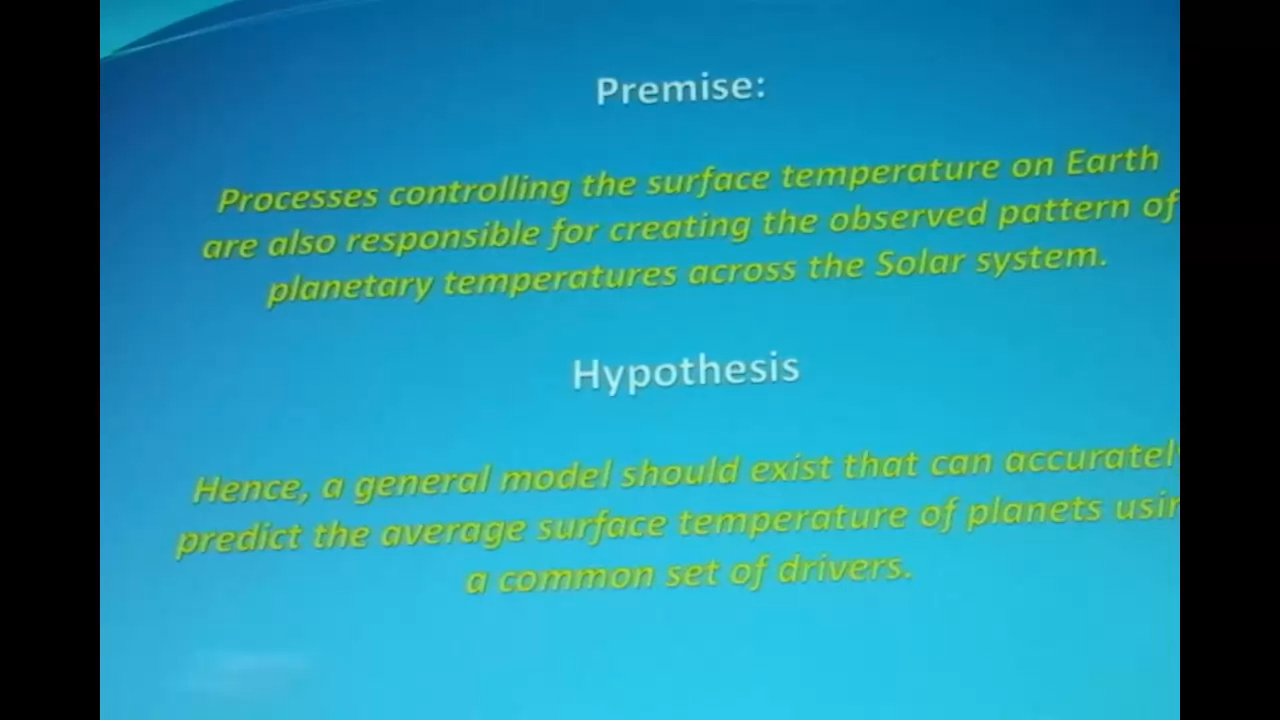 Premise:
Processes controlling the surface temperature on Earth
are also responsible for creating the observed pattern of
planetary temperatures across the Solar system.
Hypothesis
Hence, a general model should exist that can accuratel
predict the average surface temperature of planets usin
a common set of drivers.